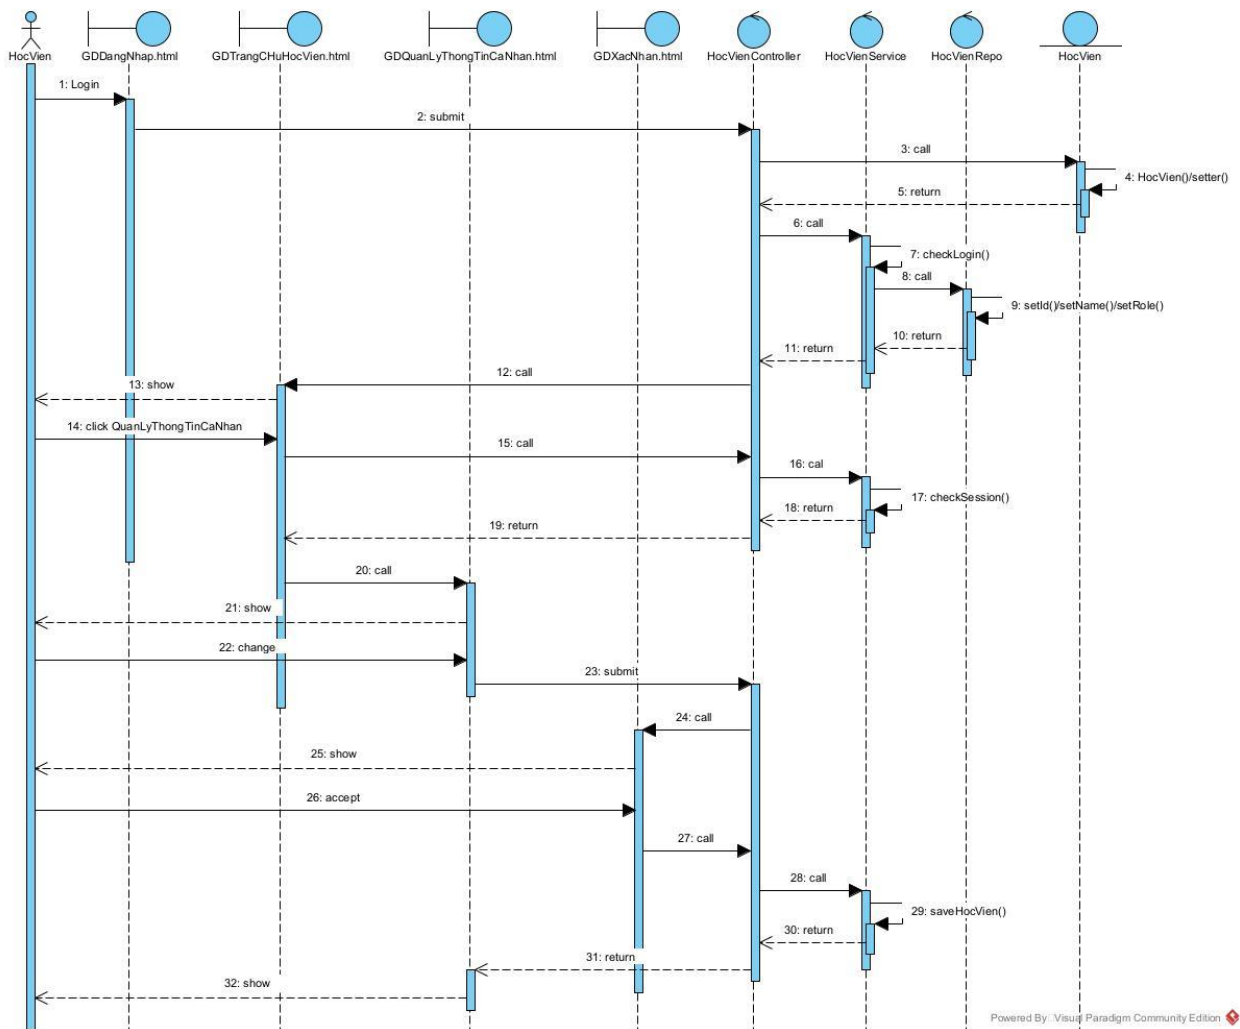 HocVien
GDDangNhap.html
GDTrangCHuHocVien.html
GDQuanLyThongTinCaNhan.html
GDXacNhan.html
HocVienController
HocVienService
HocVienRepo
HocVien
1: Login
2: submit
3: call
4: HocVien()/setter()
5: return
6: call
7: checkLogin()
8: call
9: setId()/setName()/setRole()
10: return
11: return
12: call
13: show
14: click QuanLyThongTinCaNhan
15: call
16: cal
17: checkSession()
18: return
19: return
20: call
21: show
22: change
23: submit
24: call
25: show
26: accept
27: call
28: call
29: saveHocVien()
30: return
31: return
32: show
Powered By Visual Paradigm Community Edition